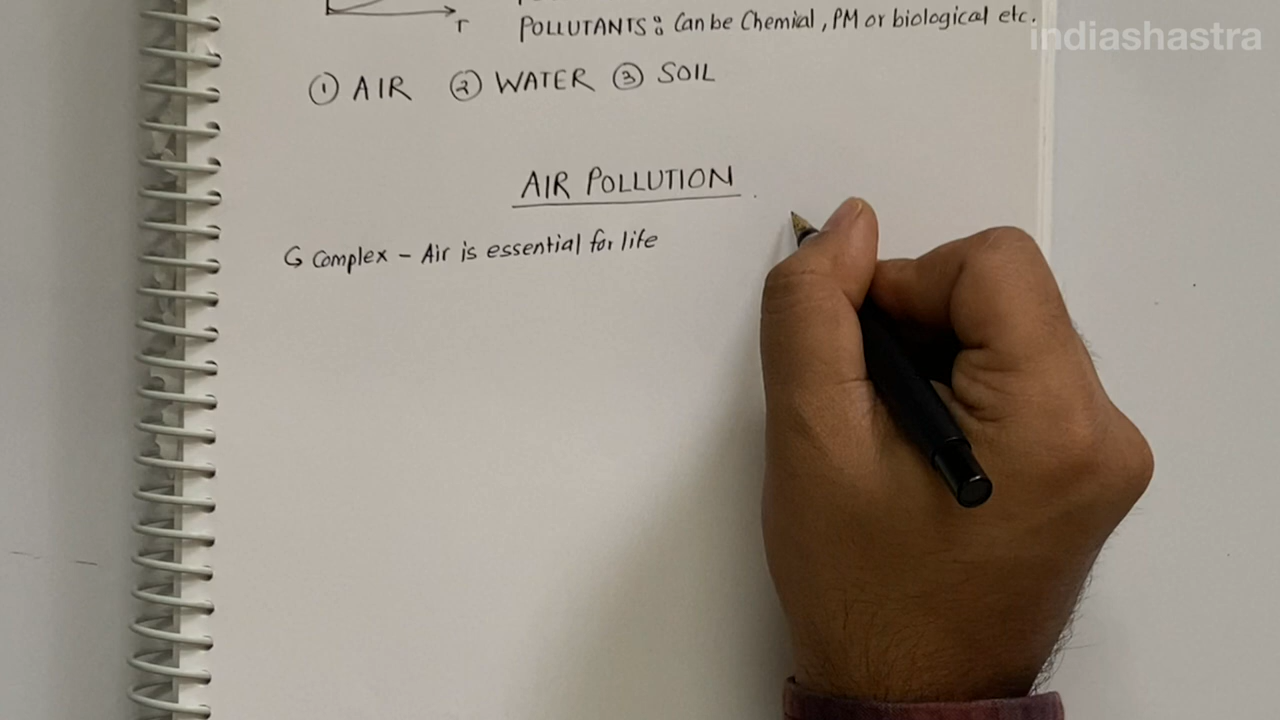 r
POLLUTANTS : Can be Chemial, PM or biological etc.
indiashastra
① AIR ② WATER ③ SOIL
AIR POLLUTION
Complex - Air is essential for life